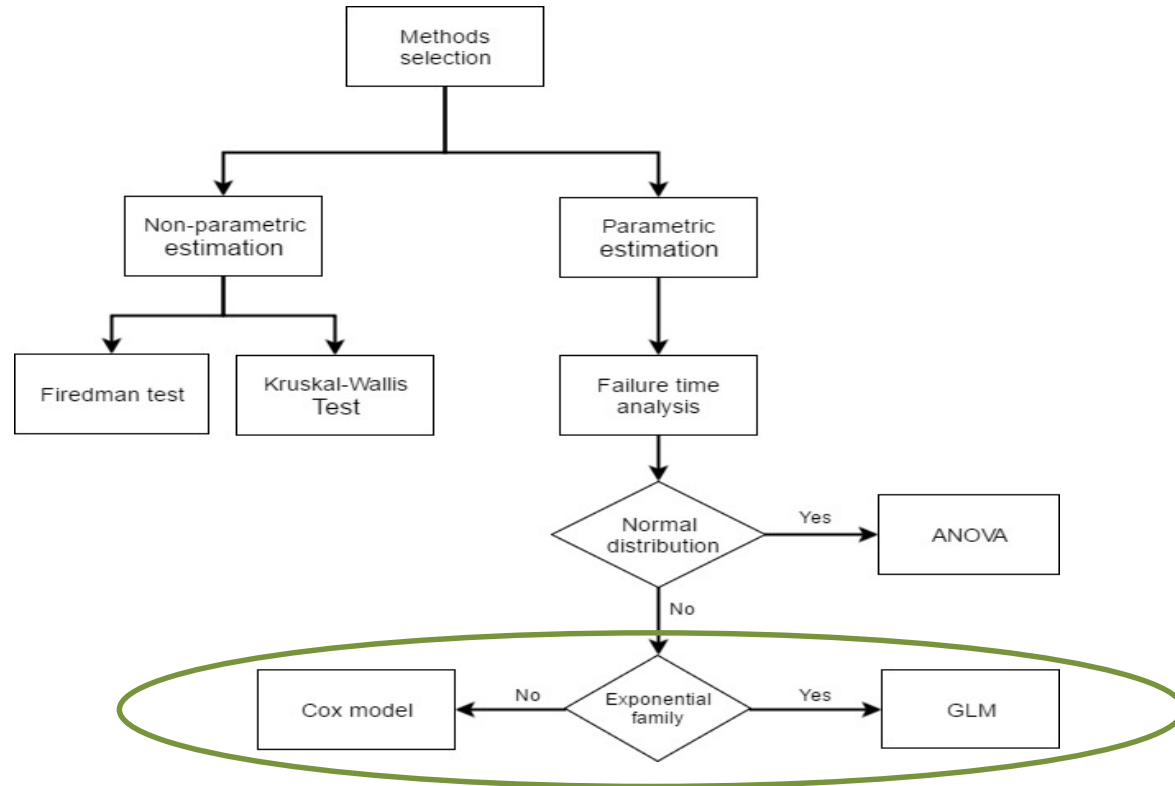 Methods
selection
Non-parametric
estimation
Parametric
estimation
Firedman test
Kruskal-Wallis
Test
Failure time
analysis
Normal
distribution
Yes
ANOVA
No
Cox model
No
Exponential
family
Yes
GLM